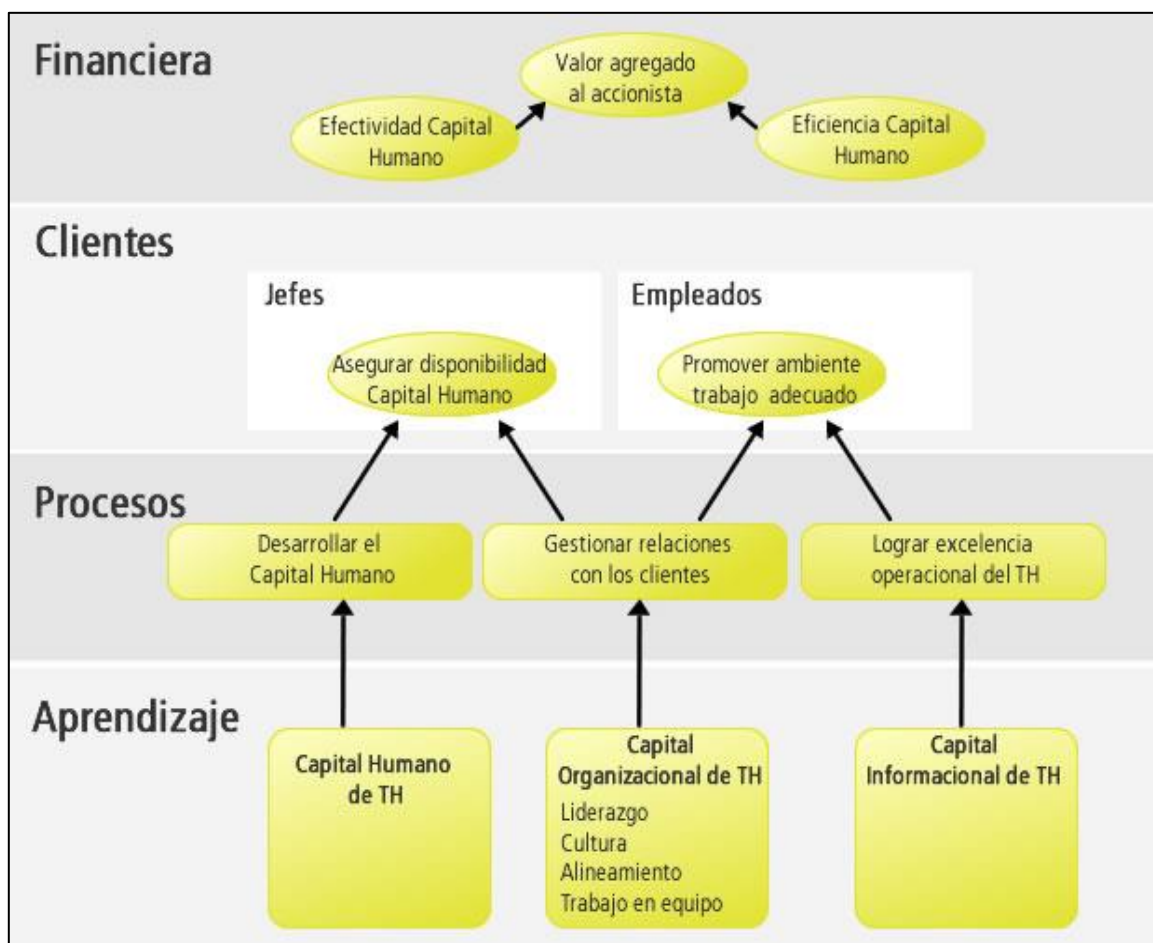 Financiera
Valor agregado
al accionista
Efectividad Capital
Humano
Eficiencia Capital
Humano
Clientes
Jefes
Asegurar disponibilidad
Capital Humano
Empleados
Promover ambiente
trabajo adecuado
Procesos
Desarrollar el
Capital Humano
Gestionar relaciones
con los clientes
Lograr excelencia
operacional del TH
Aprendizaje
Capital Humano
de TH
Capital
Organizacional de TH
Liderazgo
Cultura
Alineamiento
Trabajo en equipo
Capital
Informacional de TH